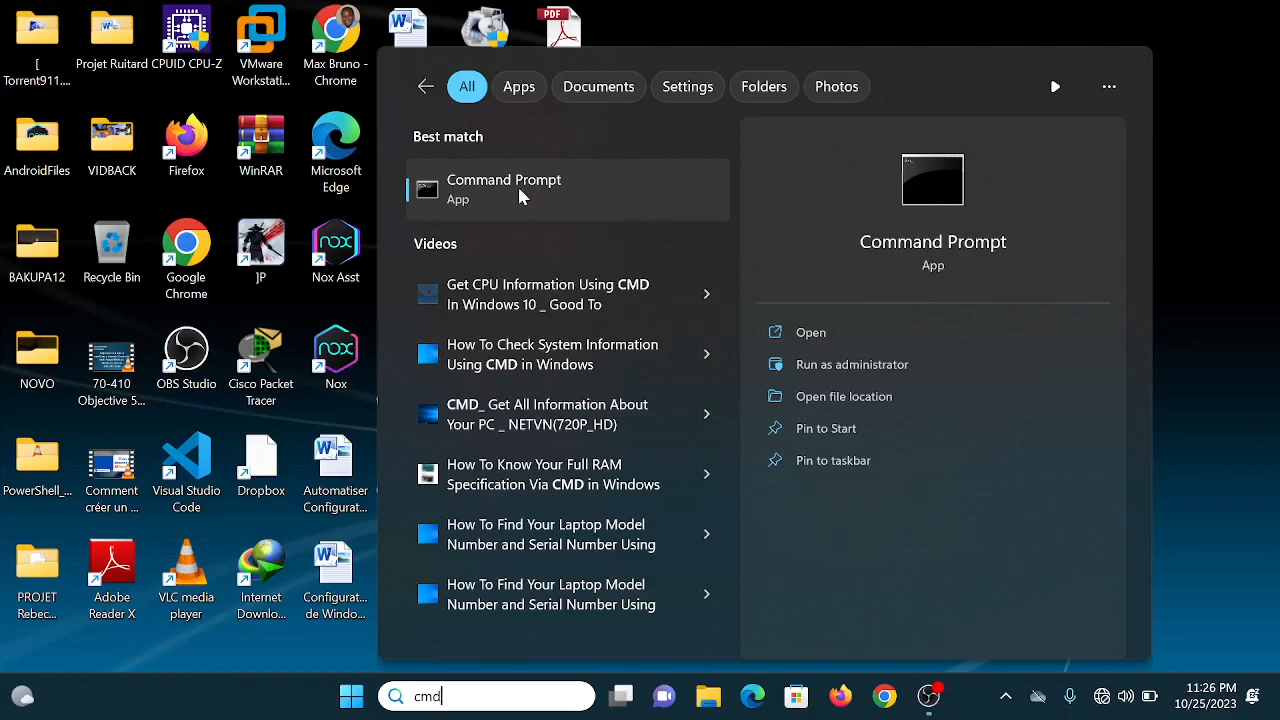 [
Torrent911....
Projet Ruitard
CPUID CPU-Z
VMware
Workstati...
Max Bruno -
Chrome
PDF
AndroidFiles
VIDBACK
Firefox
WinRAR
Microsoft
Edge
BAKUPA12
Recycle Bin
Google
Chrome
JP
Nox Asst
NOVO
70-410
Objective 5...
OBS Studio
Cisco Packet
Tracer
Nox
PowerShell_...
Comment
créer un ...
Visual Studio
Code
Dropbox
Automatiser
Configurat...
PROJET
Rebec...
Adobe
Reader X
VLC media
player
Internet
Downlo...
Configurat...
de Windo...
All
Apps
Documents
Settings
Folders
Photos
Best match
Command Prompt
App
Videos
Get CPU Information Using CMD
In Windows 10 _ Good To
How To Check System Information
Using CMD in Windows
CMD_ Get All Information About
Your PC _ NETVN(720P_HD)
How To Know Your Full RAM
Specification Via CMD in Windows
How To Find Your Laptop Model
Number and Serial Number Using
How To Find Your Laptop Model
Number and Serial Number Using
Command Prompt
App
Open
Run as administrator
Open file location
Pin to Start
Pin to taskbar
cmd
11:26 PM
10/25/2023